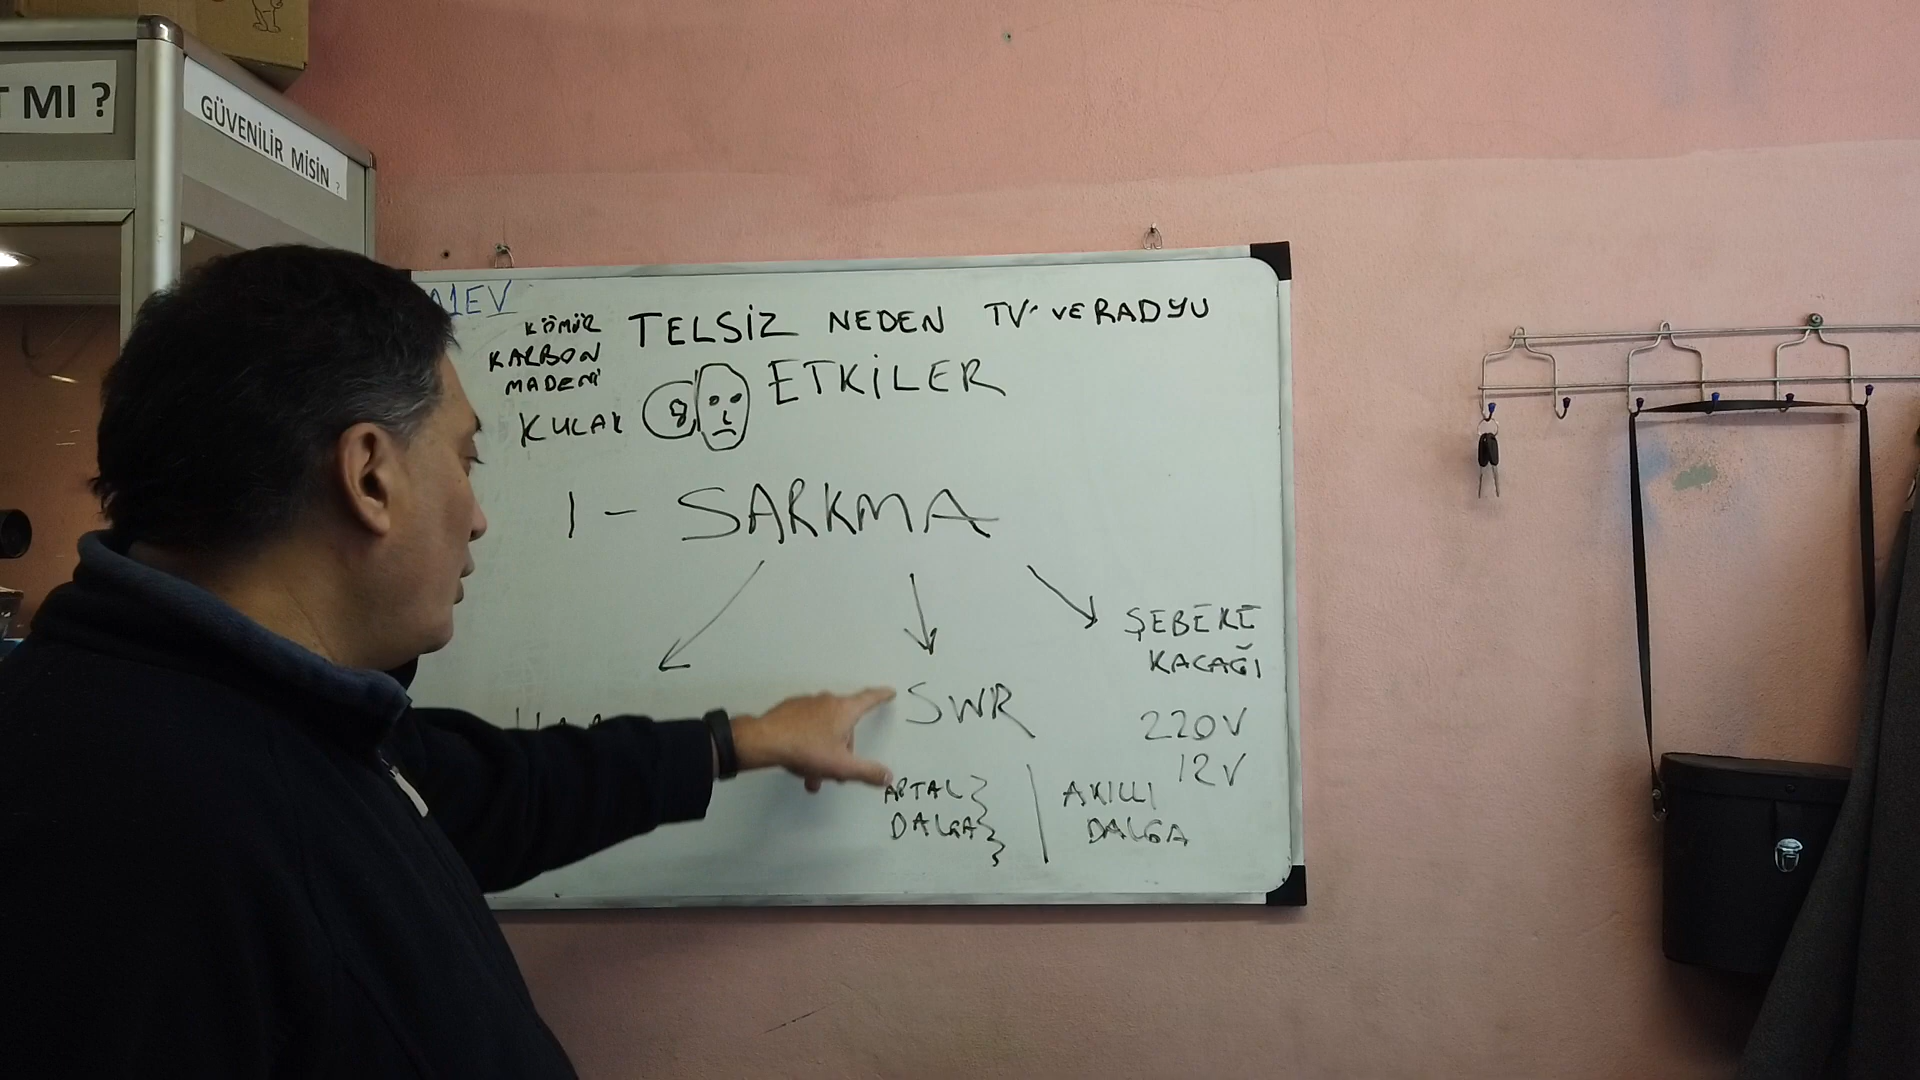 T MI ?
GÜVENİLİR MİSİN ?
A1EV
KÖMÜR
KARBON
MADENİ
KULAK
TELSİZ NEDEN TV' VE RADYU
ETKİLER
1 - SARKMA
ŞEBEKE
KAÇAĞI
220V
12V
SWR
APTAL
DALGA
AKILLI
DALGA